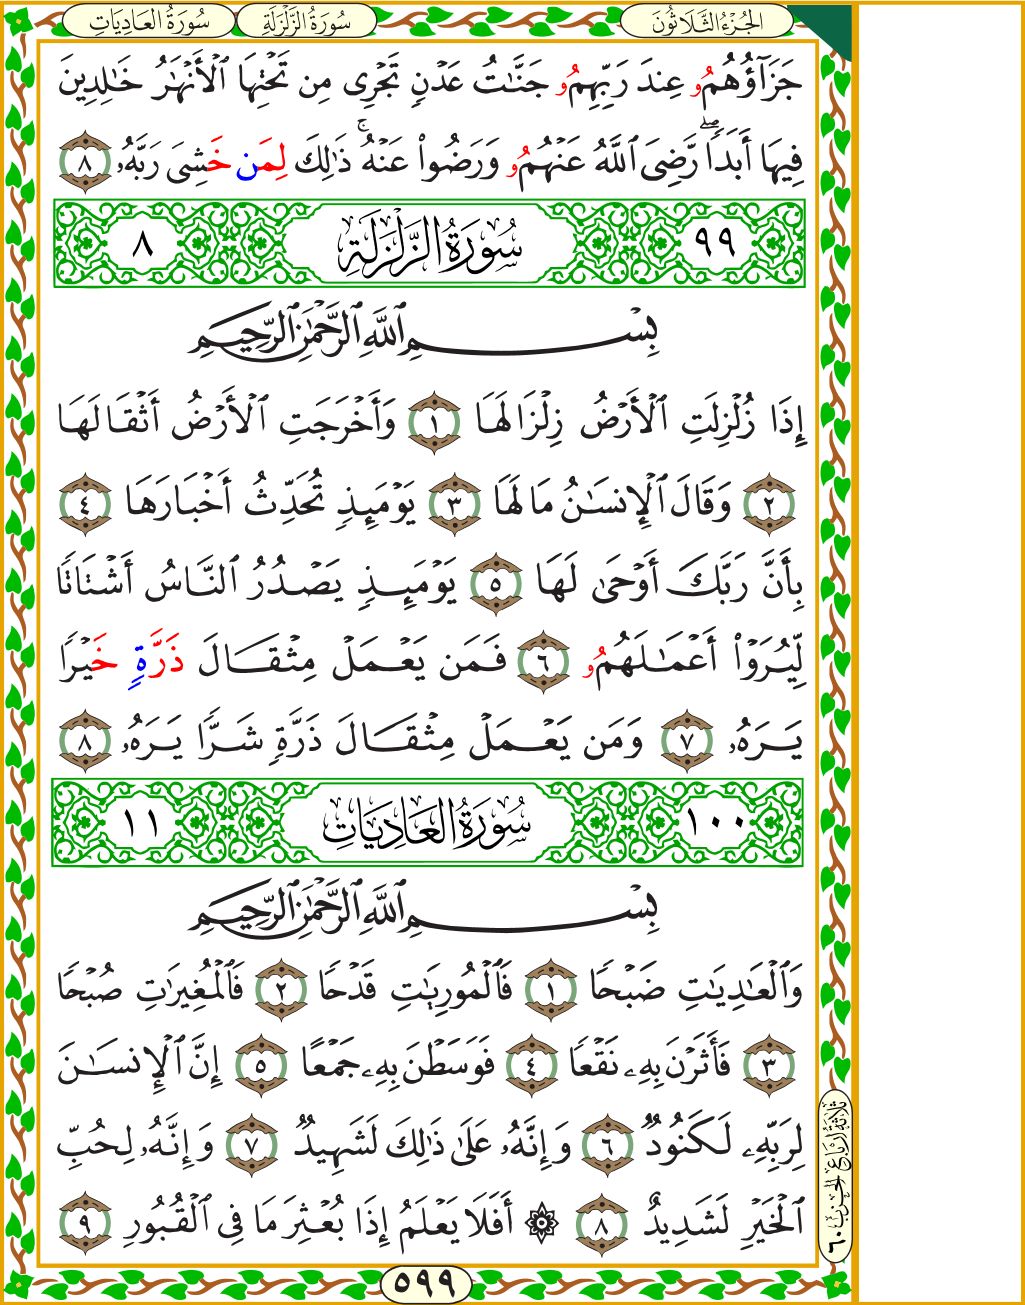 سُورَةُ العَادِيَاتِ سُورَةُ الزَّلْزَلَةِ الجُزْءُ الثَّلَاثُونَ
جَزَآؤُهُمُۥ عِندَ رَبِّهِمُۥ جَنَّٰتُ عَدْنٍ تَجْرِى مِن تَحْتِهَا ٱلْأَنْهَٰرُ خَٰلِدِينَ
فِيهَا أَبَدًاۖ رَّضِىَ ٱللَّهُ عَنْهُمُۥ وَرَضُوا۟ عَنْهُۚ ذَٰلِكَ لِمَن خَشِىَ رَبَّهُۥ ٨
٩٩ سُورَةُ الزَّلْزَلَةِ ٨
بِسْمِ ٱللَّهِ ٱلرَّحْمَٰنِ ٱلرَّحِيمِ
إِذَا زُلْزِلَتِ ٱلْأَرْضُ زِلْزَالَهَا ١ وَأَخْرَجَتِ ٱلْأَرْضُ أَثْقَالَهَا
٢ وَقَالَ ٱلْإِنسَٰنُ مَا لَهَا ٣ يَوْمَئِذٍ تُحَدِّثُ أَخْبَارَهَا ٤
بِأَنَّ رَبَّكَ أَوْحَىٰ لَهَا ٥ يَوْمَئِذٍ يَصْدُرُ ٱلنَّاسُ أَشْتَاتًا
لِّيُرَوْا۟ أَعْمَٰلَهُمُۥ ٦ فَمَن يَعْمَلْ مِثْقَالَ ذَرَّةٍ خَيْرًا
يَرَهُۥ ٧ وَمَن يَعْمَلْ مِثْقَالَ ذَرَّةٍ شَرًّا يَرَهُۥ ٨
١٠٠ سُورَةُ العَادِيَاتِ ١١
بِسْمِ ٱللَّهِ ٱلرَّحْمَٰنِ ٱلرَّحِيمِ
وَٱلْعَٰدِيَٰتِ ضَبْحًا ١ فَٱلْمُورِيَٰتِ قَدْحًا ٢ فَٱلْمُغِيرَٰتِ صُبْحًا
٣ فَأَثَرْنَ بِهِۦ نَقْعًا ٤ فَوَسَطْنَ بِهِۦ جَمْعًا ٥ إِنَّ ٱلْإِنسَٰنَ
لِرَبِّهِۦ لَكَنُودٌ ٦ وَإِنَّهُۥ عَلَىٰ ذَٰلِكَ لَشَهِيدٌ ٧ وَإِنَّهُۥ لِحُبِّ
ٱلْخَيْرِ لَشَدِيدٌ ٨ ۞ أَفَلَا يَعْلَمُ إِذَا بُعْثِرَ مَا فِى ٱلْقُبُورِ ٩
ثلاثة أرباع الحزب ٦٠
٥٩٩